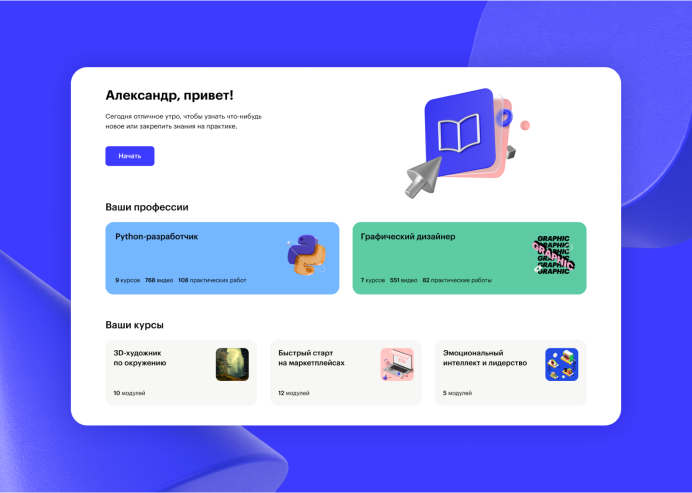 Александр, привет!
Сегодня отличное утро, чтобы узнать что-нибудь
новое или закрепить знания на практике.
Начать
Ваши профессии
Python-разработчик
9 курсов 768 видео 108 практических работ
Графический дизайнер
7 курсов 551 видео 82 практические работы
GRAPHIC
GRAPHIC
GRAPHIC
GRAPHIC
GRAPHIC
Ваши курсы
3D-художник
по окружению
10 модулей
Быстрый старт
на маркетплейсах
12 модулей
Эмоциональный
интеллект и лидерство
5 модулей